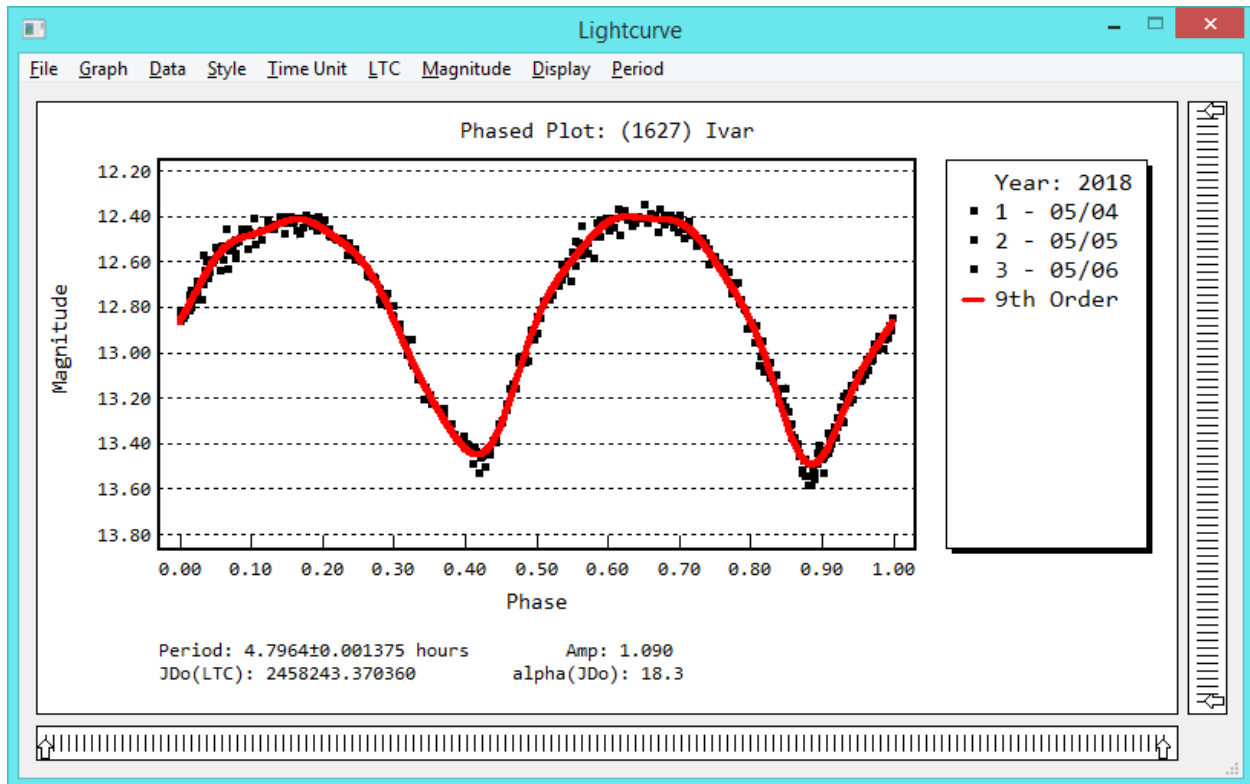 Lightcurve
File Graph Data Style Time Unit LTC Magnitude Display Period
Phased Plot: (1627) Ivar
Magnitude
12.20
12.40
12.60
12.80
13.00
13.20
13.40
13.60
13.80
0.00 0.10 0.20 0.30 0.40 0.50 0.60 0.70 0.80 0.90 1.00
Phase
Year: 2018
1 - 05/04
2 - 05/05
3 - 05/06
9th Order
Period: 4.7964±0.001375 hours Amp: 1.090
JDo(LTC): 2458243.370360 alpha(JDo): 18.3